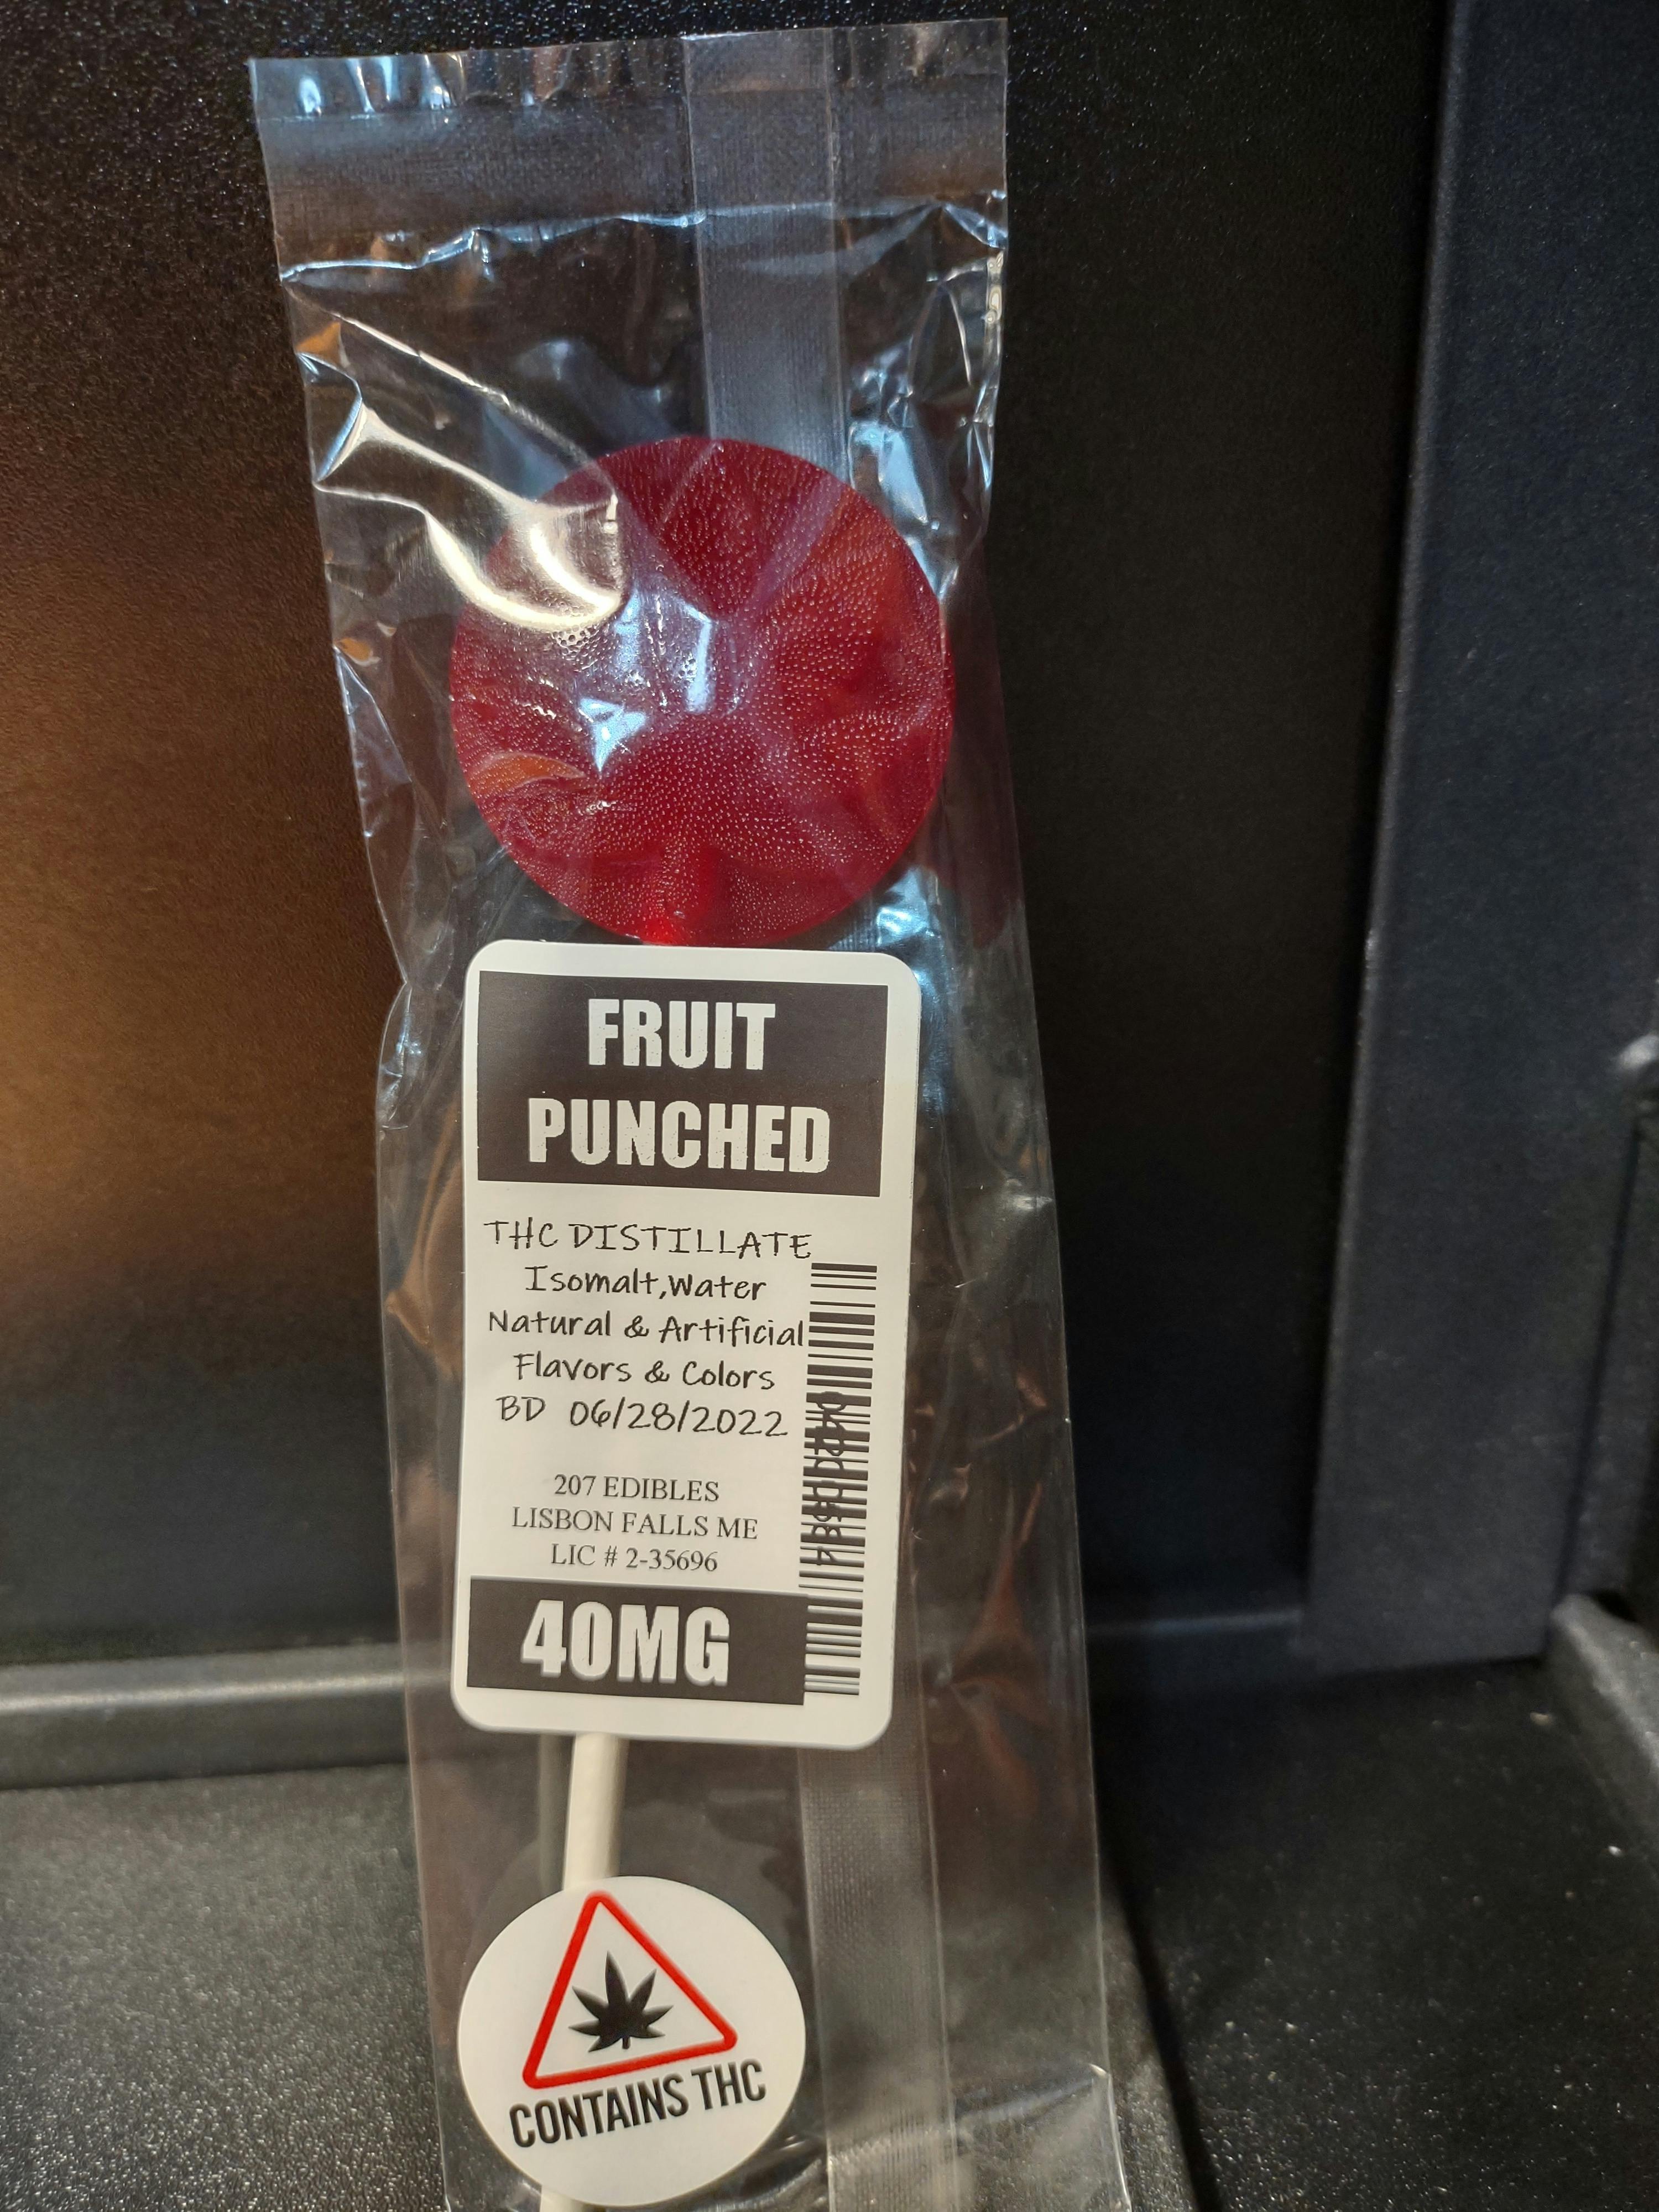 FRUIT
PUNCHED
THC DISTILLATE
Isomalt,Water
Natural & Artificial
Flavors & Colors
BD 06/28/2022
207 EDIBLES
LISBON FALLS ME
LIC # 2-35696
40MG
CONTAINS THC